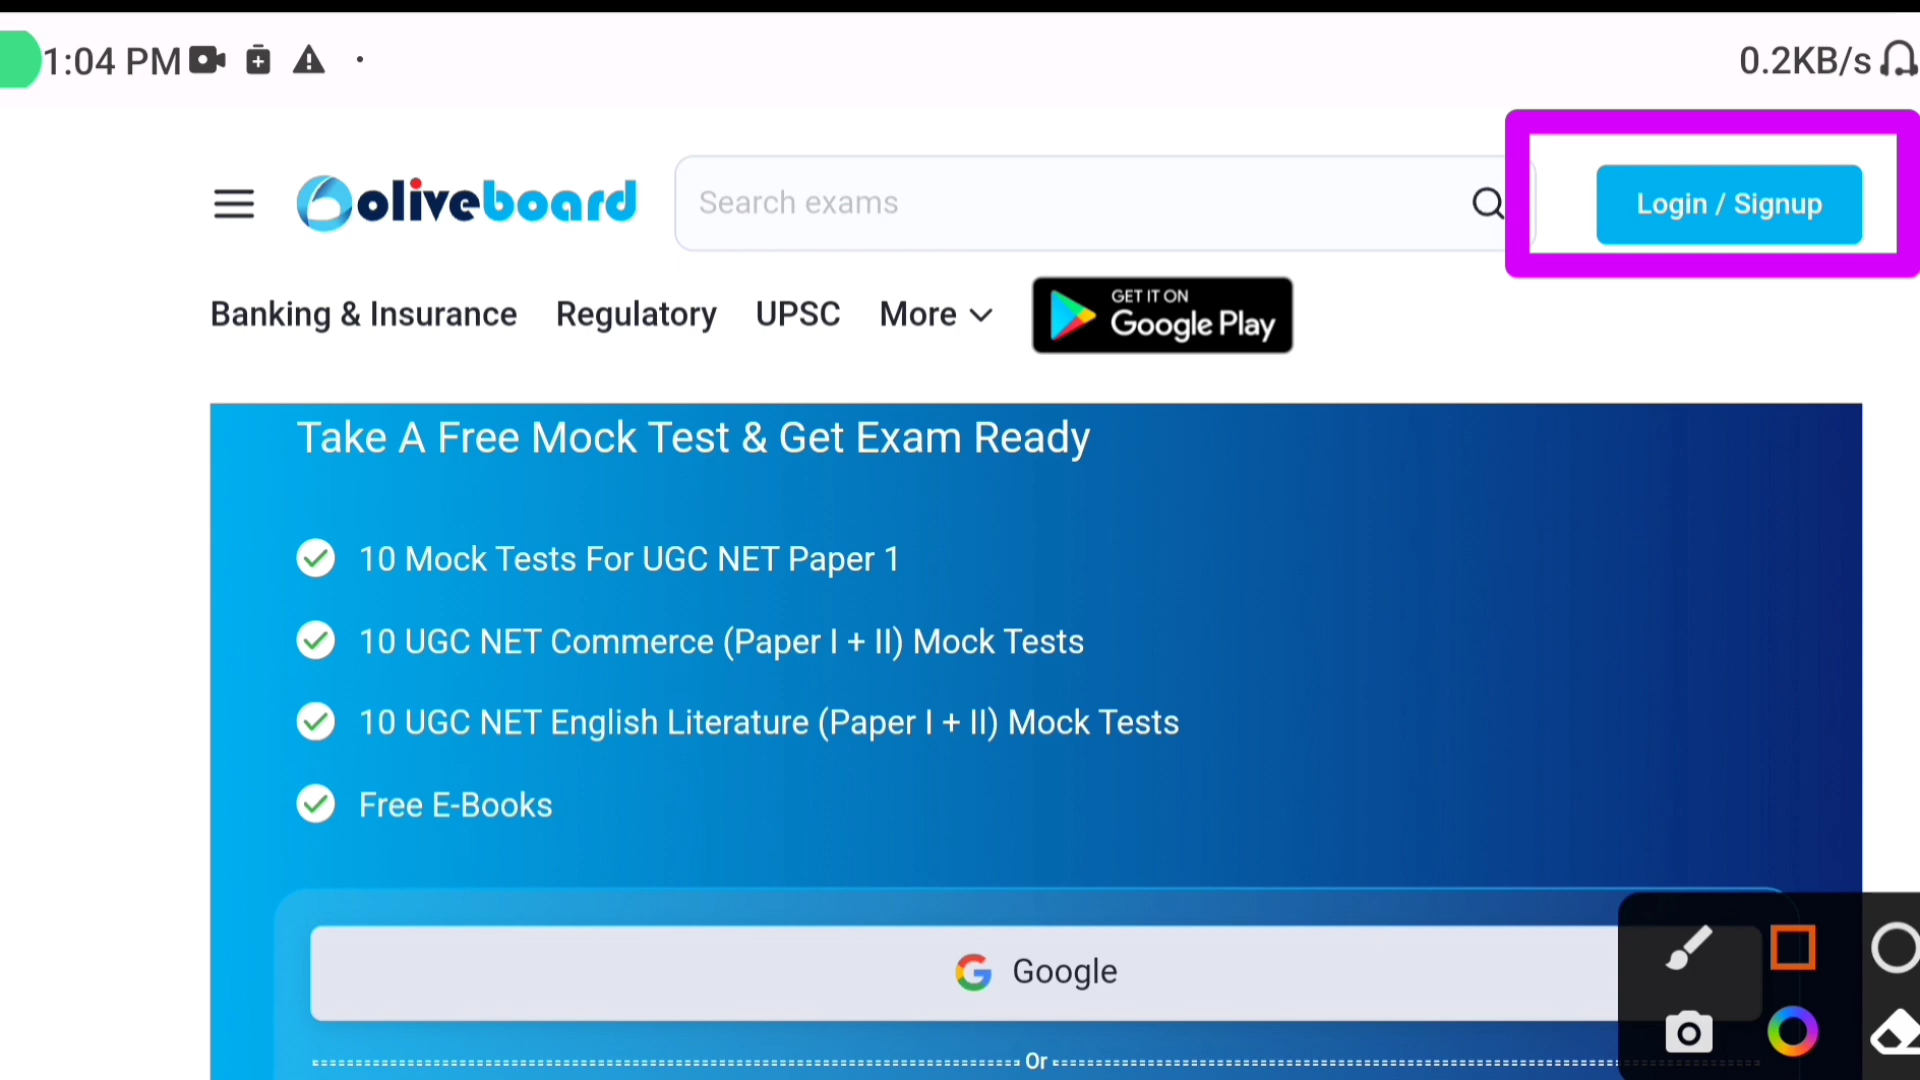 1:04 PM
0.2KB/s
oliveboard
Search exams
Login / Signup
Banking & Insurance
Regulatory
UPSC
More
GET IT ON
Google Play
Take A Free Mock Test & Get Exam Ready
10 Mock Tests For UGC NET Paper 1
10 UGC NET Commerce (Paper I + II) Mock Tests
10 UGC NET English Literature (Paper I + II) Mock Tests
Free E-Books
Google
Or